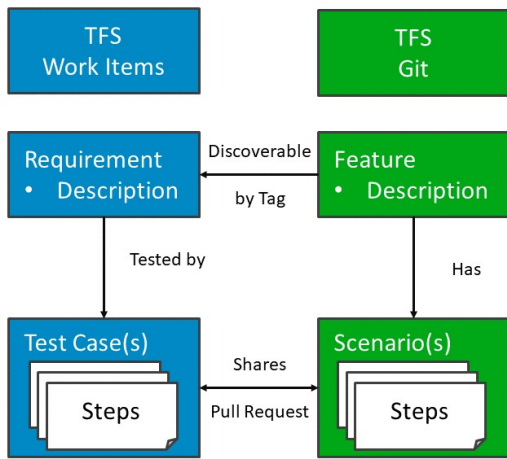 TFS
Work Items
TFS
Git
Requirement
• Description
Discoverable
by Tag
Feature
• Description
Tested by
Has
Test Case(s)
Steps
Shares
Pull Request
Scenario(s)
Steps